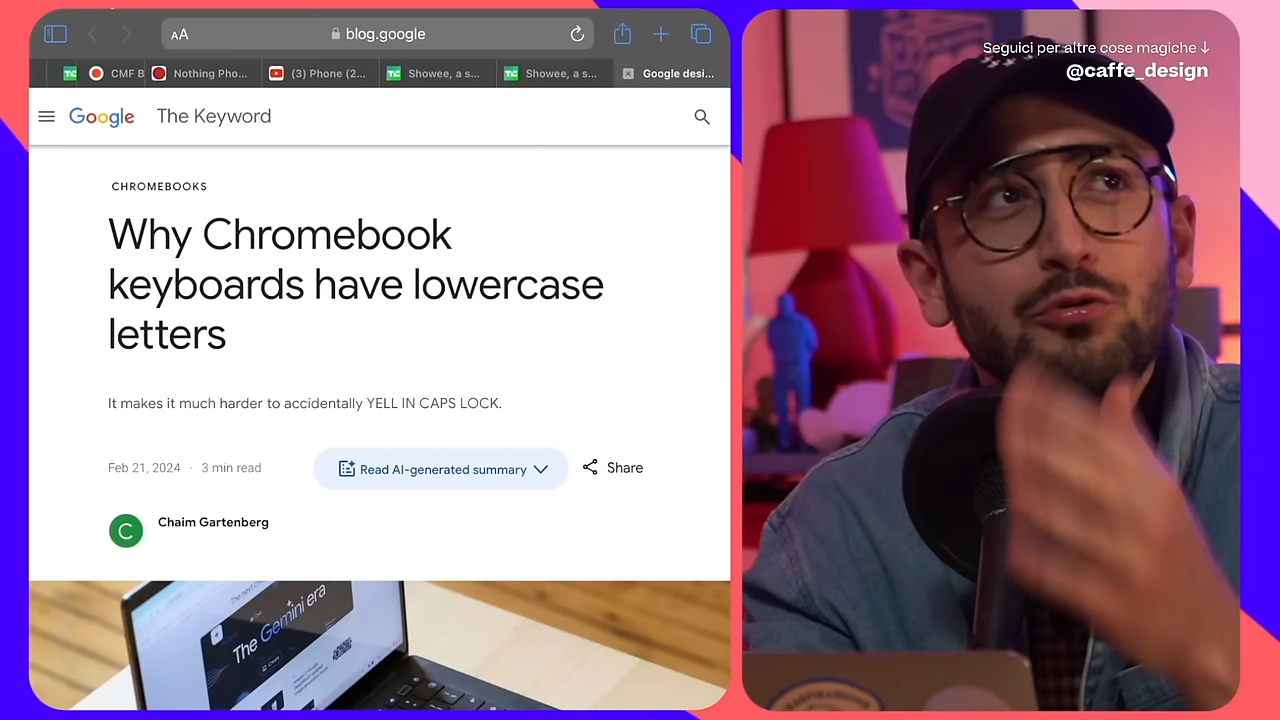 AA
blog.google
CMF B
Nothing Pho...
(3) Phone (2...
Showee, a s...
Showee, a s...
Google desi...
Google The Keyword
CHROMEBOOKS
Why Chromebook
keyboards have lowercase
letters
It makes it much harder to accidentally YELL IN CAPS LOCK.
Feb 21, 2024 · 3 min read
Read AI-generated summary
Share
C
Chaim Gartenberg
The Gemini era
Seguici per altre cose magiche ↓
@caffe_design